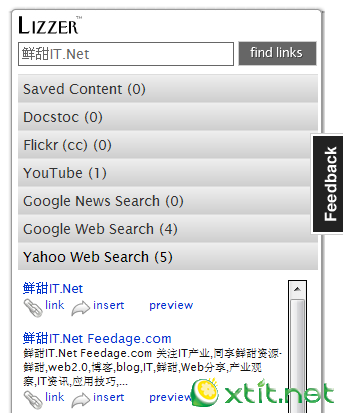 LIZZER™
鲜甜IT.Net
find links
Saved Content (0)
Docstoc (0)
Flickr (cc) (0)
YouTube (1)
Google News Search (0)
Google Web Search (4)
Yahoo Web Search (5)
Feedback
鲜甜IT.Net
link insert preview
鲜甜IT.Net Feedage.com
鲜甜IT.Net Feedage.com 关注IT产业,同享鲜甜资源-
鲜甜,web2.0,博客,blog,IT,鲜甜,Web分享,产业观
察,IT资讯,应用技巧,...
link insert preview
xtit.net